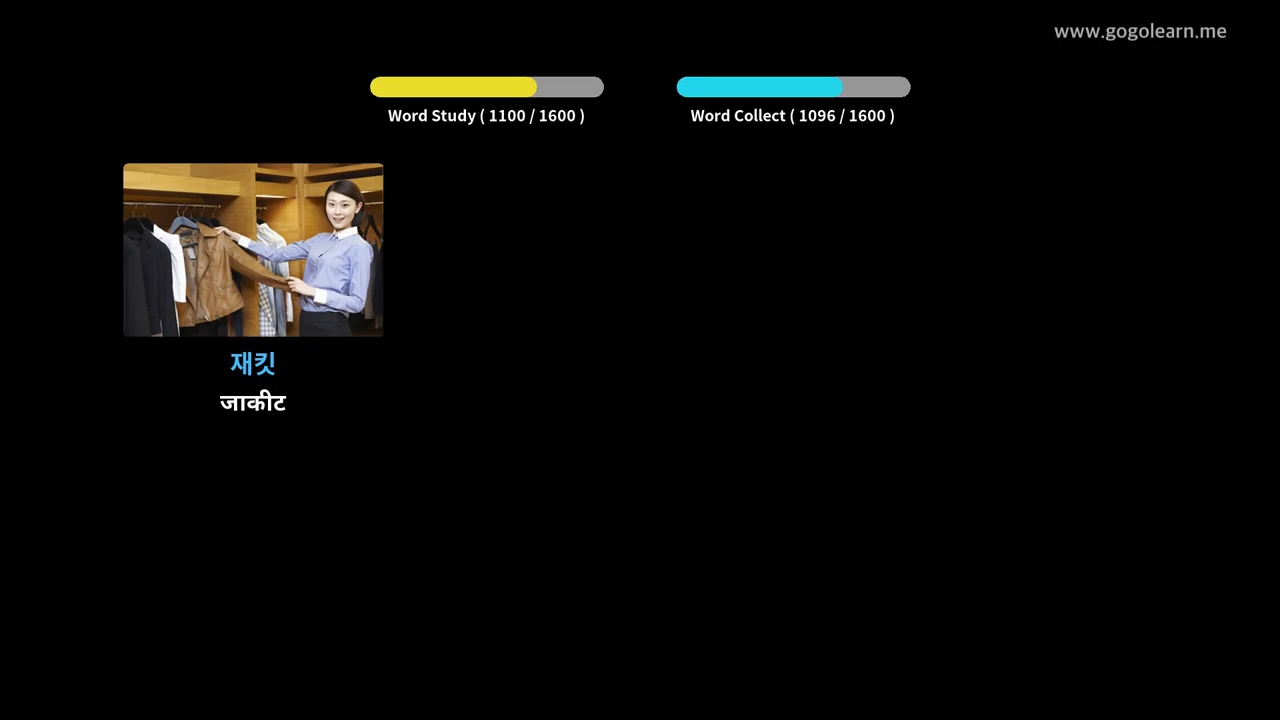 www.gogolearn.me
Word Study ( 1100 / 1600 )
Word Collect ( 1096 / 1600 )
재킷
जाकीट